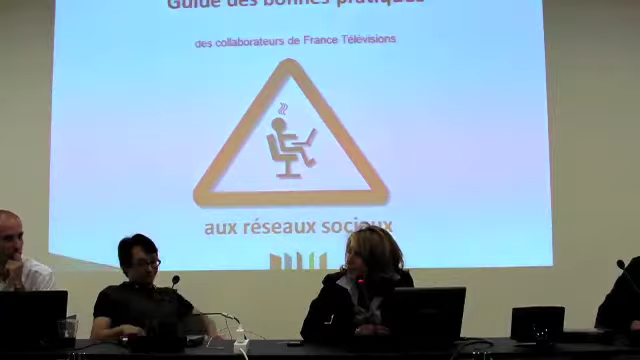 Guide des bonnes pratiques
des collaborateurs de France Télévisions
aux réseaux sociaux